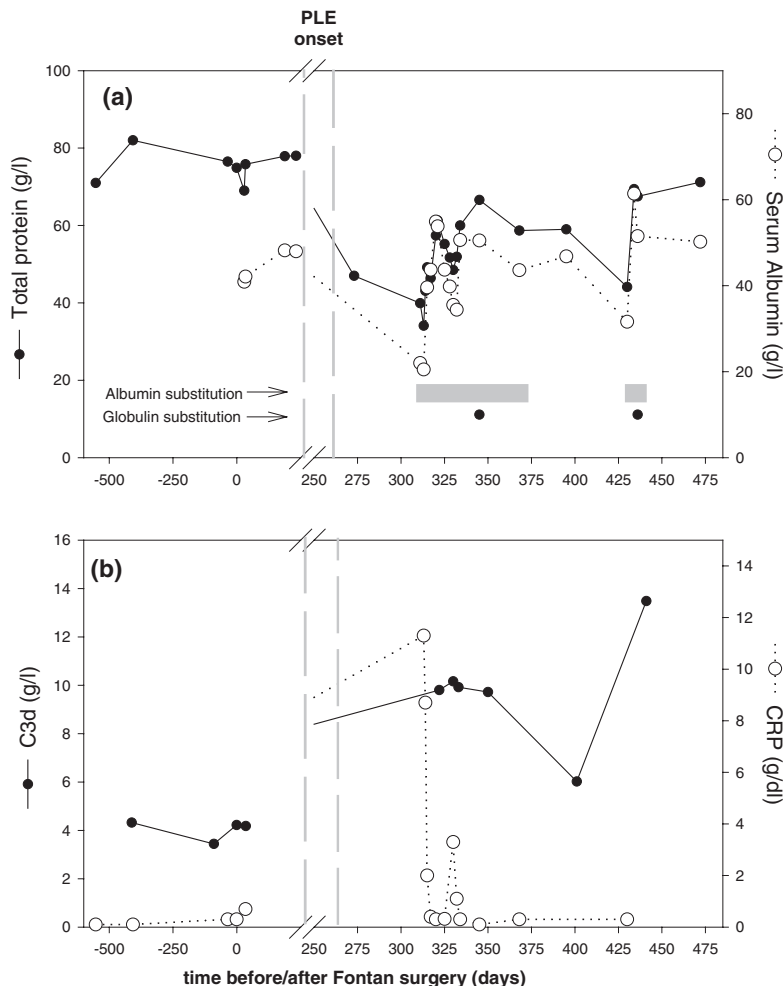 PLE
onset
(a)
100
80
60
40
20
0
Total protein (g/l)
80
60
40
20
0
Serum Albumin (g/l)
Albumin substitution
Globulin substitution
-500 -250 0 250 300 325 350 375 400 425 450 475
(b)
16
14
12
10
8
6
4
2
0
C3d (g/l)
14
12
10
8
6
4
2
0
CRP (g/dl)
-500 -250 0 250 300 325 350 375 400 425 450 475
time before/after Fontan surgery (days)